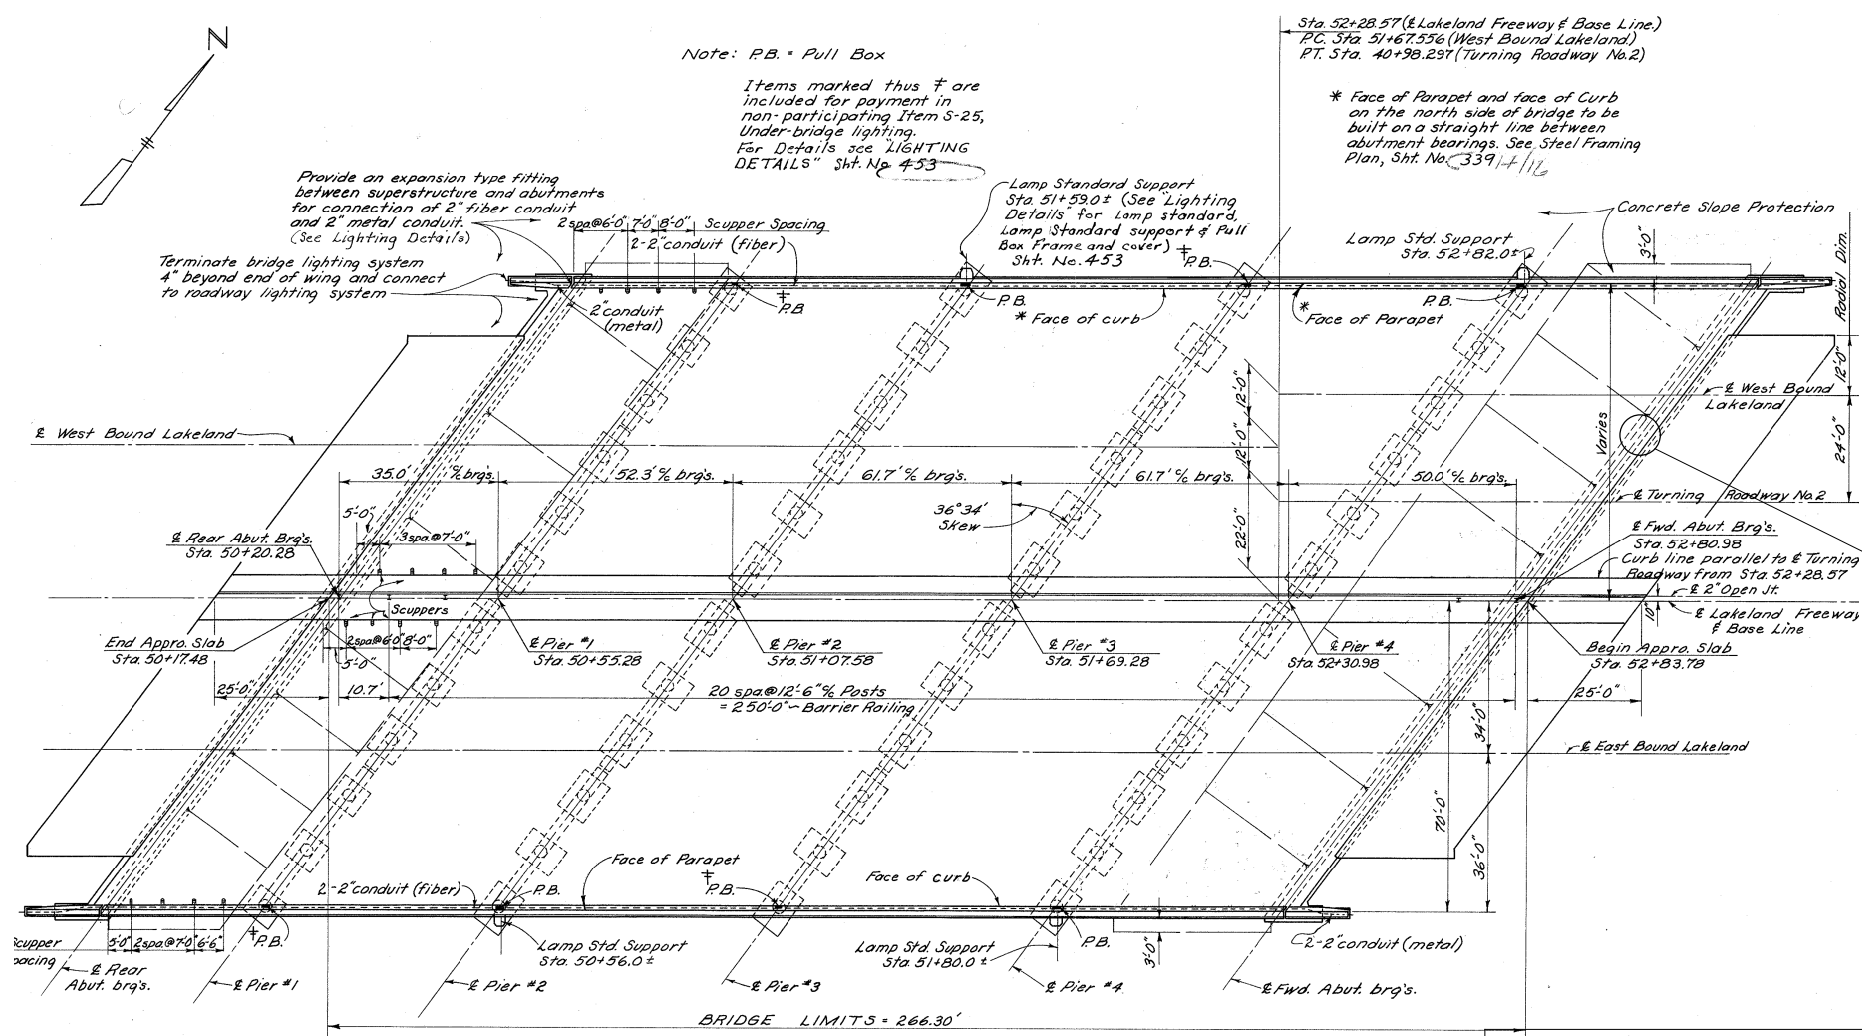 N
Note: P.B. = Pull Box
Items marked thus ‡ are
included for payment in
non-participating Item S-25,
Under-bridge lighting.
For Details see "LIGHTING
DETAILS" Sht. No. 453
Sta. 52+28.57 (℄ Lakeland Freeway & Base Line.)
P.C. Sta. 51+67.556 (West Bound Lakeland.)
P.T. Sta. 40+98.297 (Turning Roadway No.2)
* Face of Parapet and face of Curb
on the north side of bridge to be
built on a straight line between
abutment bearings. See Steel Framing
Plan, Sht. No. 339
Provide an expansion type fitting
between superstructure and abutments
for connection of 2" fiber conduit
and 2" metal conduit.
(See Lighting Details)
Terminate bridge lighting system
4" beyond end of wing and connect
to roadway lighting system
2 spa.@6'-0" 7'-0" 8'-0" Scupper Spacing
2-2" conduit (fiber)
2" conduit
(metal)
‡
P.B.
Lamp Standard Support
Sta. 51+59.0± (See "Lighting
Details" for lamp standard,
Lamp Standard support & Pull
Box Frame and cover)
Sht. No. 453
‡
P.B.
P.B.
* Face of curb
*
Face of Parapet
Lamp Std. Support
Sta. 52+82.0±
P.B.
Concrete Slope Protection
3'-0"
Radial Dim.
12'-0"
24'-0"
℄ West Bound
Lakeland
℄ West Bound Lakeland
12'-0"
12'-0"
22'-0"
Varies
35.0' c/c brg's.
52.3' c/c brg's.
61.7' c/c brg's.
61.7' c/c brg's.
50.0' c/c brg's.
36°34'
Skew
℄ Turning Roadway No.2
5'-0"
3 spa.@7'-0"
℄ Rear Abut. Brg's.
Sta. 50+20.28
℄ Fwd. Abut. Brg's.
Sta. 52+80.98
Curb line parallel to ℄ Turning
Roadway from Sta. 52+28.57
℄ 2" Open Jt.
10"
℄ Lakeland Freeway
& Base Line
Scuppers
2 spa.@6'-0" 8'-0"
5'-0"
End Appro. Slab
Sta. 50+17.48
℄ Pier #1
Sta. 50+55.28
℄ Pier #2
Sta. 51+07.58
℄ Pier #3
Sta. 51+69.28
℄ Pier #4
Sta. 52+30.98
Begin Appro. Slab
Sta. 52+83.78
25'-0"
10.7'
20 spa.@12'-6" c/c Posts
= 250'-0" ~ Barrier Railing
25'-0"
34'-0"
℄ East Bound Lakeland
70'-0"
36'-0"
2-2" conduit (fiber)
P.B.
Face of Parapet
‡
P.B.
Face of curb
Scupper
5'-0" 2 spa.@7'-0" 6'-6"
‡
P.B.
Lamp Std. Support
Sta. 50+56.0±
Lamp Std. Support
Sta. 51+80.0±
P.B.
3'-0"
2-2" conduit (metal)
℄ Rear
Abut. brg's.
℄ Pier #1
℄ Pier #2
℄ Pier #3
℄ Pier #4
℄ Fwd. Abut. brg's.
BRIDGE LIMITS = 266.30'